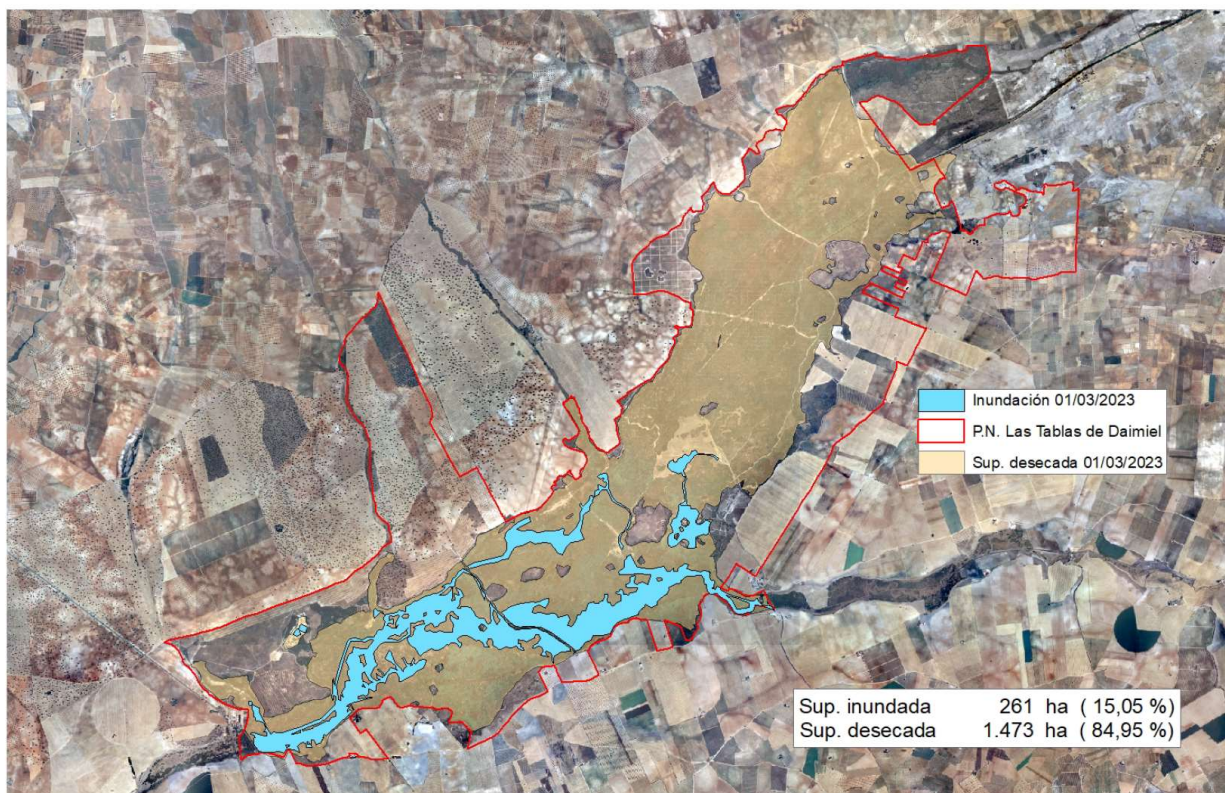 Inundación 01/03/2023
P.N. Las Tablas de Daimiel
Sup. desecada 01/03/2023
Sup. inundada 261 ha ( 15,05 %)
Sup. desecada 1.473 ha ( 84,95 %)